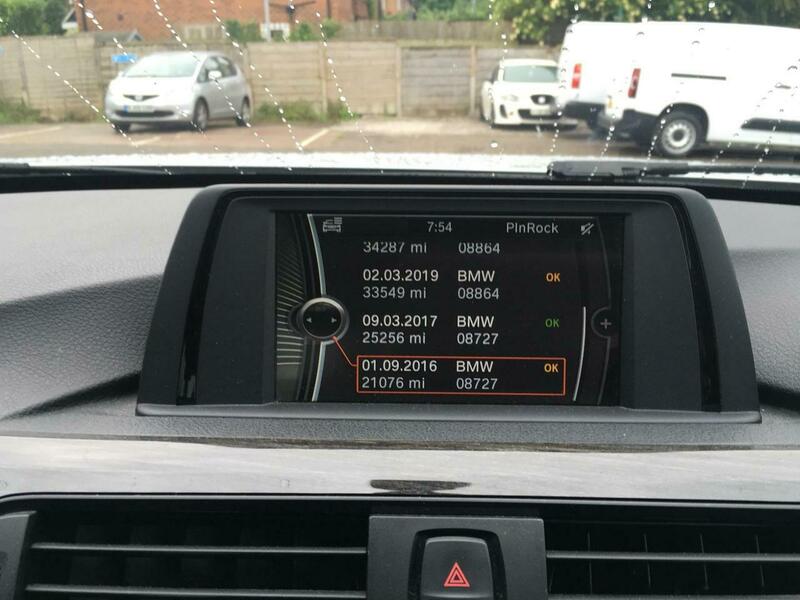 7:54 PlnRock
34287 mi 08864
02.03.2019 BMW OK
33549 mi 08864
09.03.2017 BMW OK
25256 mi 08727
01.09.2016 BMW OK
21076 mi 08727